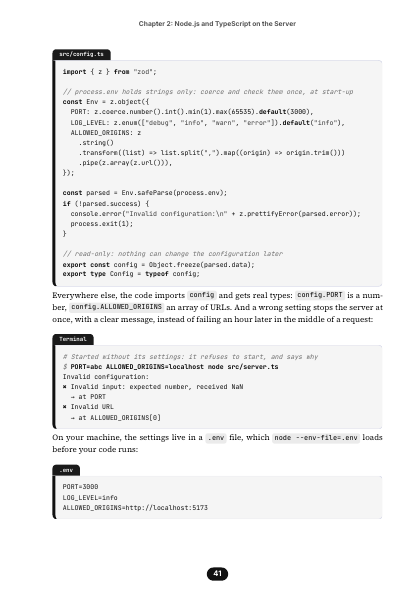 Chapter 2: Node.js and TypeScript on the Server
src/config.ts
import { z } from "zod";
// process.env holds strings only: coerce and check them once, at start-up
const Env = z.object({
  PORT: z.coerce.number().int().min(1).max(65535).default(3000),
  LOG_LEVEL: z.enum(["debug", "info", "warn", "error"]).default("info"),
  ALLOWED_ORIGINS: z
    .string()
    .transform((list) => list.split(",").map((origin) => origin.trim()))
    .pipe(z.array(z.url())),
});
const parsed = Env.safeParse(process.env);
if (!parsed.success) {
  console.error("Invalid configuration:\n" + z.prettifyError(parsed.error));
  process.exit(1);
}
// read-only: nothing can change the configuration later
export const config = Object.freeze(parsed.data);
export type Config = typeof config;
Everywhere else, the code imports config and gets real types: config.PORT is a num-
ber, config.ALLOWED_ORIGINS an array of URLs. And a wrong setting stops the server at
once, with a clear message, instead of failing an hour later in the middle of a request:
Terminal
# Started without its settings: it refuses to start, and says why
$ PORT=abc ALLOWED_ORIGINS=localhost node src/server.ts
Invalid configuration:
✖ Invalid input: expected number, received NaN
  → at PORT
✖ Invalid URL
  → at ALLOWED_ORIGINS[0]
On your machine, the settings live in a .env file, which node --env-file=.env loads
before your code runs:
.env
PORT=3000
LOG_LEVEL=info
ALLOWED_ORIGINS=http://localhost:5173
41